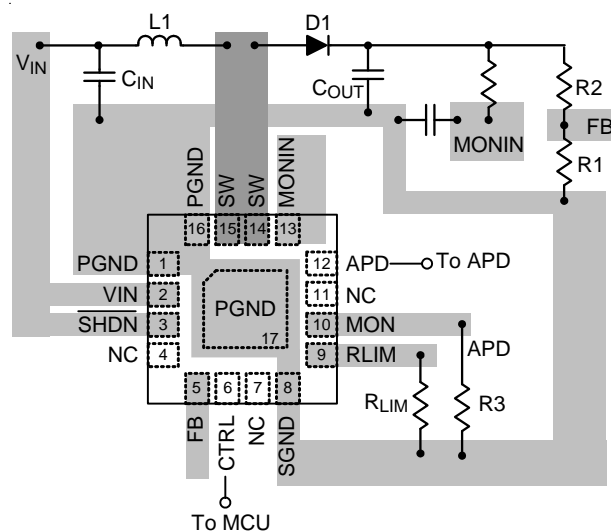 L1
D1
VIN
CIN
COUT
R2
FB
MONIN
R1
PGND
SW
SW
MONIN
16
15
14
13
PGND
1
12
APD
To APD
VIN
2
11
NC
SHDN
3
PGND
17
10
MON
NC
4
9
RLIM
APD
5
6
7
8
RLIM
R3
FB
CTRL
NC
SGND
To MCU